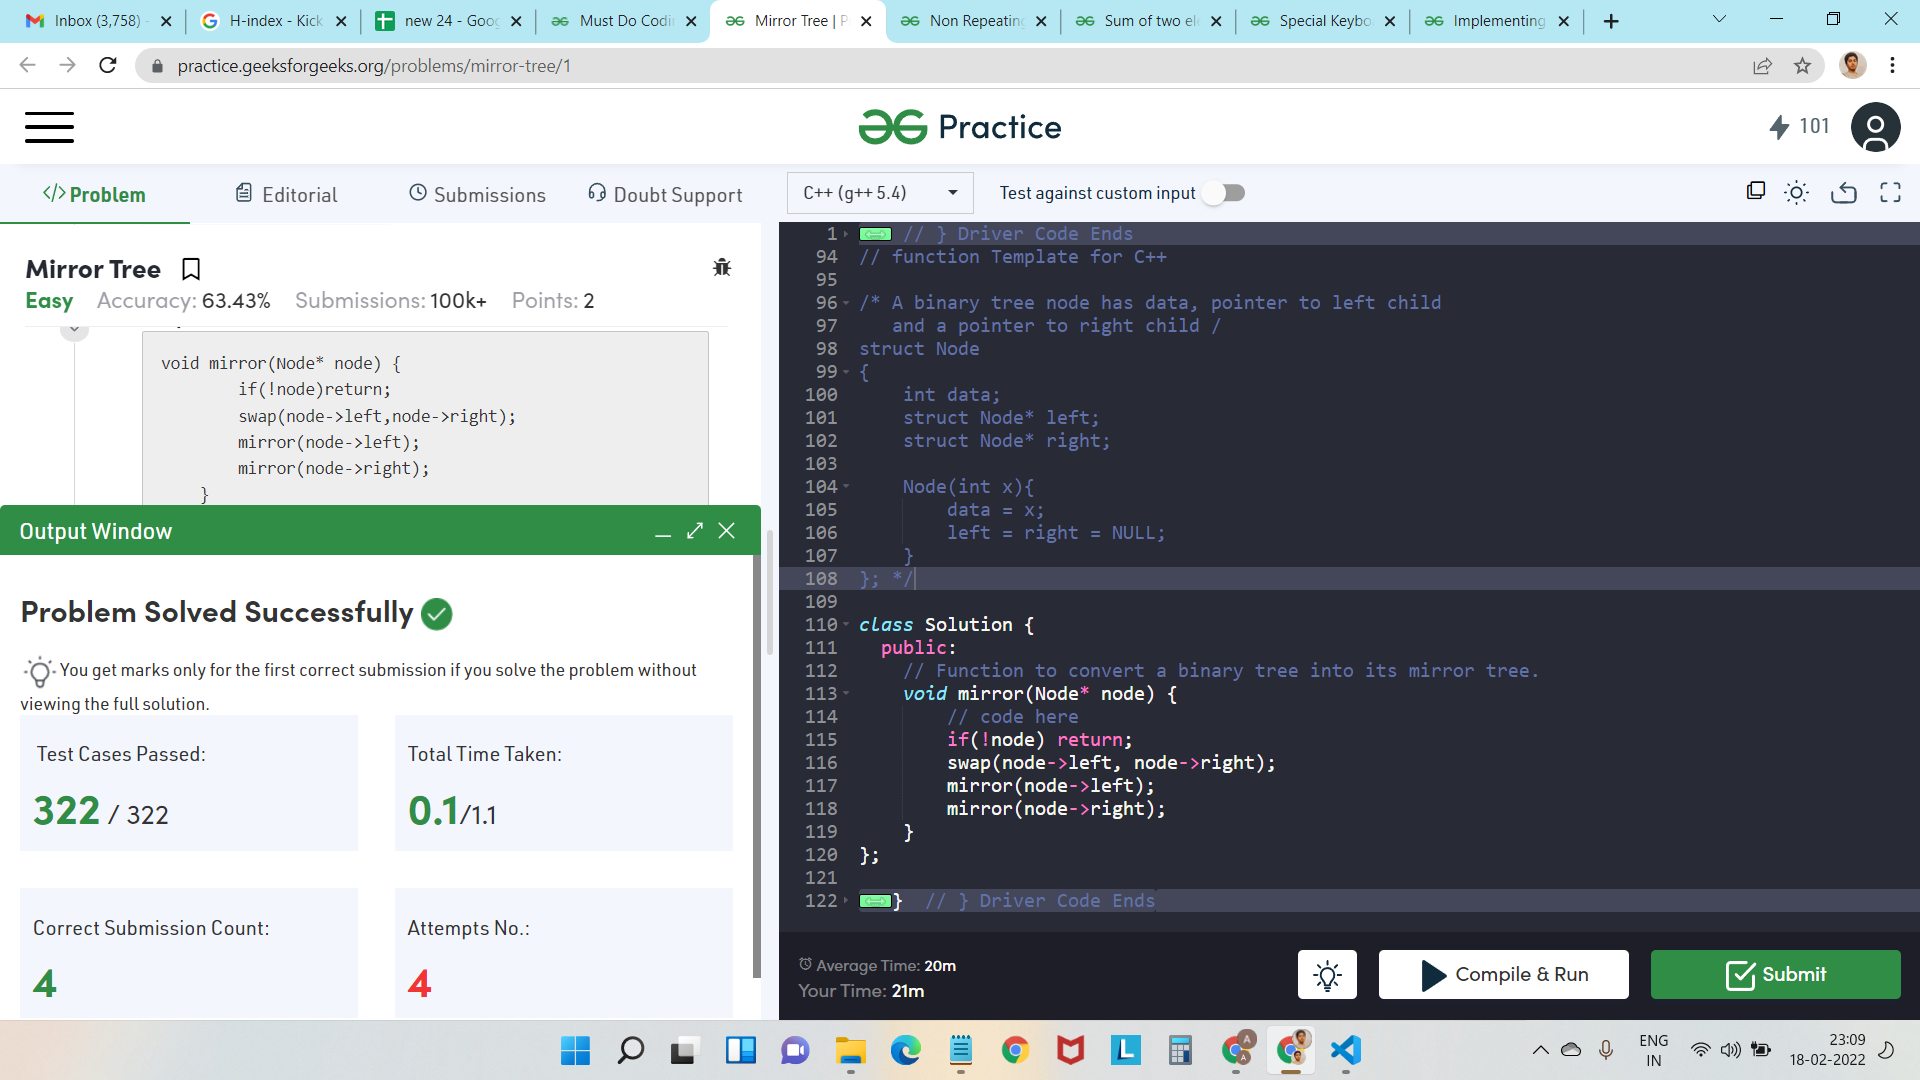 Inbox (3,758)
H-index - Kick
new 24 - Goog
Must Do Codi
Mirror Tree | P
Non Repeating
Sum of two el
Special Keybo
Implementing
practice.geeksforgeeks.org/problems/mirror-tree/1
Practice
101
Problem Editorial Submissions Doubt Support
C++ (g++ 5.4) Test against custom input
Mirror Tree
Easy Accuracy: 63.43% Submissions: 100k+ Points: 2
void mirror(Node* node) {
if(!node)return;
swap(node->left,node->right);
mirror(node->left);
mirror(node->right);
}
Output Window
Problem Solved Successfully
You get marks only for the first correct submission if you solve the problem without
viewing the full solution.
Test Cases Passed:
322 / 322
Total Time Taken:
0.1/1.1
Correct Submission Count:
4
Attempts No.:
4
1 // } Driver Code Ends
94 // function Template for C++
95
96 /* A binary tree node has data, pointer to left child
97 and a pointer to right child /
98 struct Node
99 {
100 int data;
101 struct Node* left;
102 struct Node* right;
103
104 Node(int x){
105 data = x;
106 left = right = NULL;
107 }
108 }; */
109
110 class Solution {
111 public:
112 // Function to convert a binary tree into its mirror tree.
113 void mirror(Node* node) {
114 // code here
115 if(!node) return;
116 swap(node->left, node->right);
117 mirror(node->left);
118 mirror(node->right);
119 }
120 };
121
122 } // } Driver Code Ends
Average Time: 20m
Your Time: 21m
Compile & Run
Submit
ENG
IN
23:09
18-02-2022